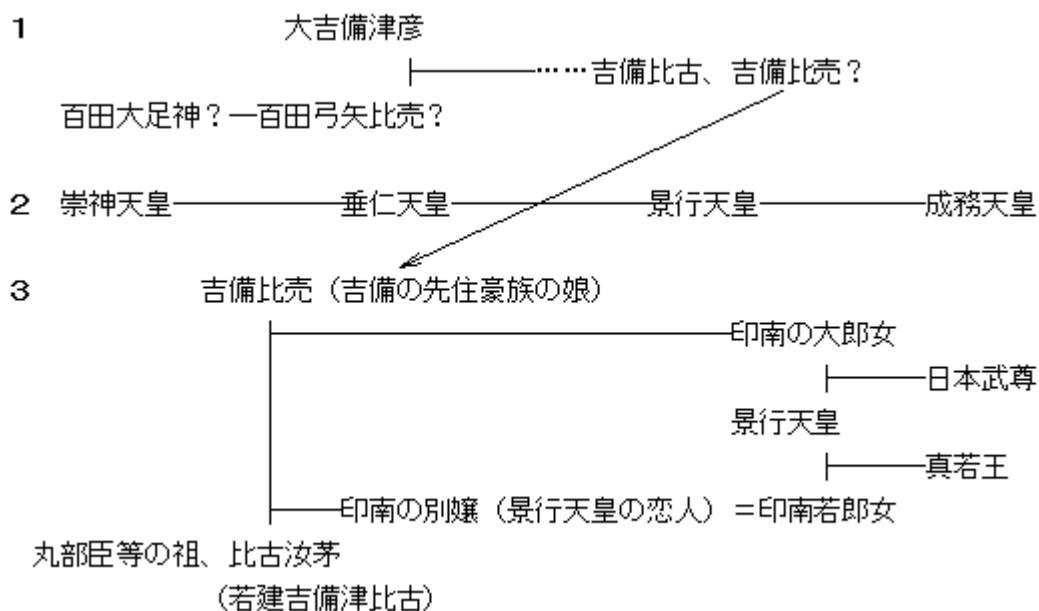 1 大吉備津彦
……吉備比古、吉備比売？
百田大足神？―百田弓矢比売？
2 崇神天皇 垂仁天皇 景行天皇 成務天皇
3 吉備比売（吉備の先住豪族の娘）
印南の大郎女
日本武尊
景行天皇
真若王
印南の別嬢（景行天皇の恋人）＝印南若郎女
丸部臣等の祖、比古汝茅
（若建吉備津比古）